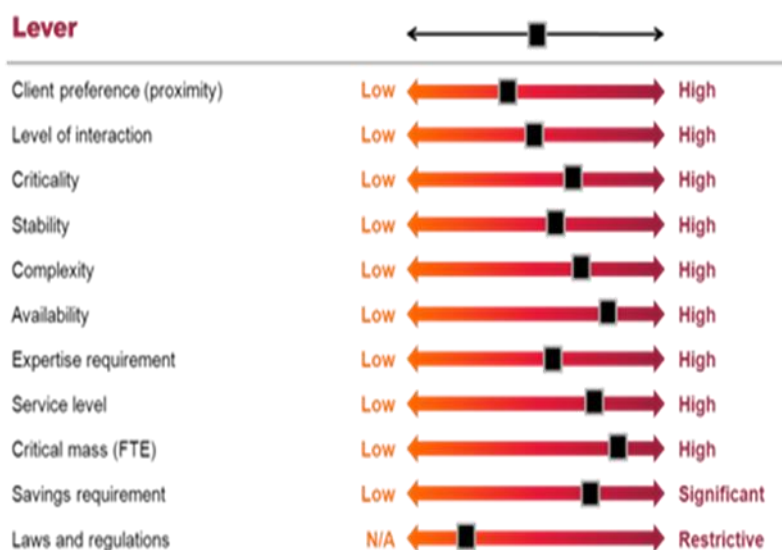 Lever
Client preference (proximity) Low High
Level of interaction Low High
Criticality Low High
Stability Low High
Complexity Low High
Availability Low High
Expertise requirement Low High
Service level Low High
Critical mass (FTE) Low High
Savings requirement Low Significant
Laws and regulations N/A Restrictive